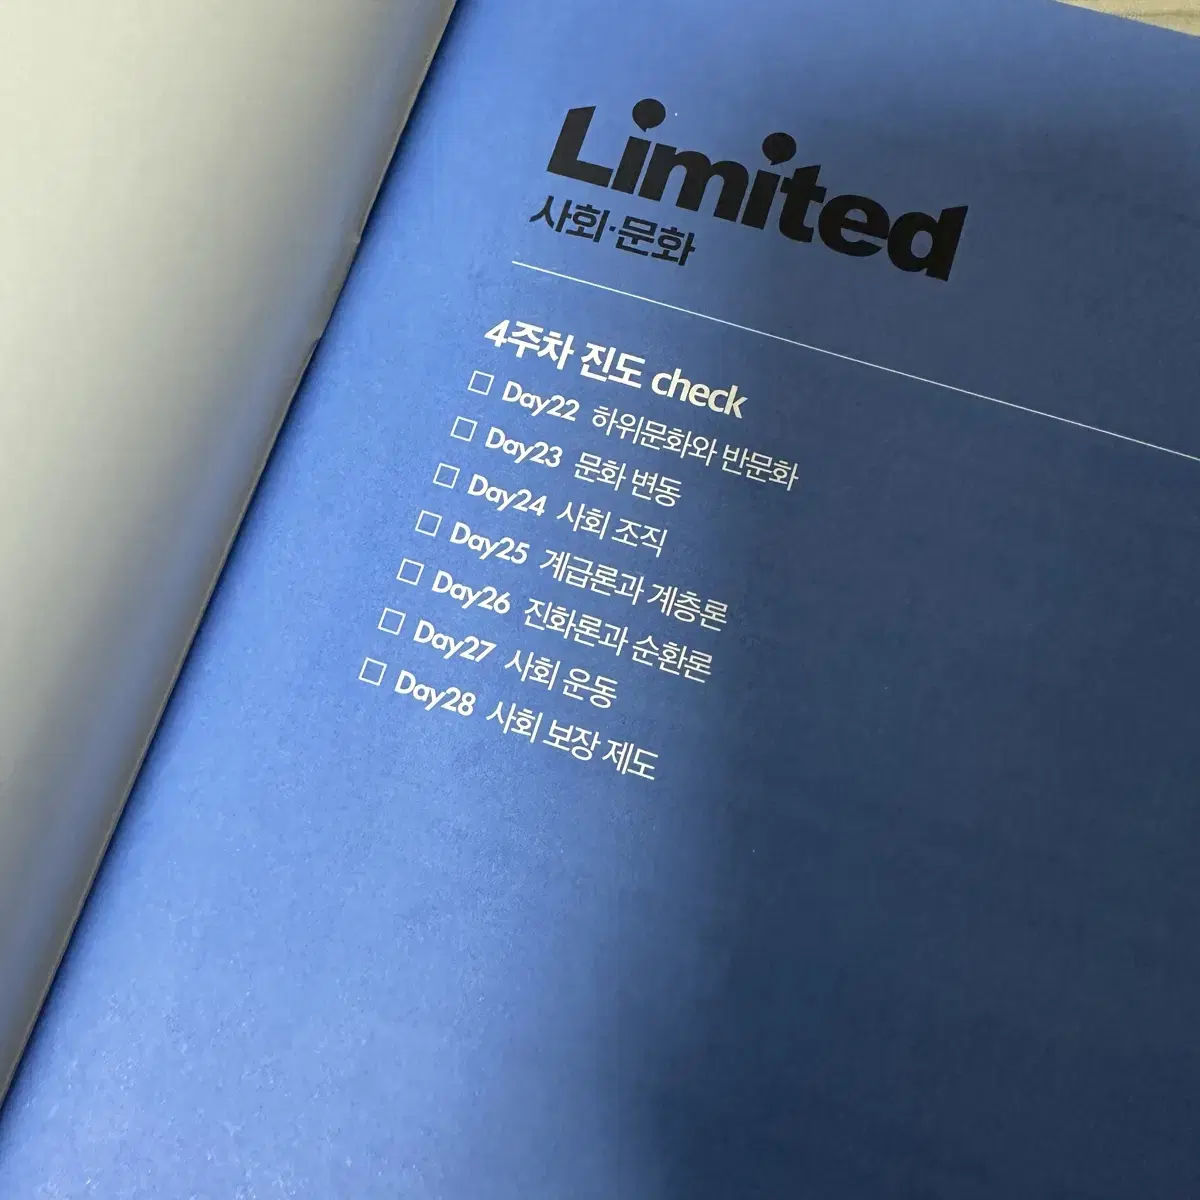 Limited
사회·문화
4주차 진도 check
□ Day22 하위문화와 반문화
□ Day23 문화 변동
□ Day24 사회 조직
□ Day25 계급론과 계층론
□ Day26 진화론과 순환론
□ Day27 사회 운동
□ Day28 사회 보장 제도